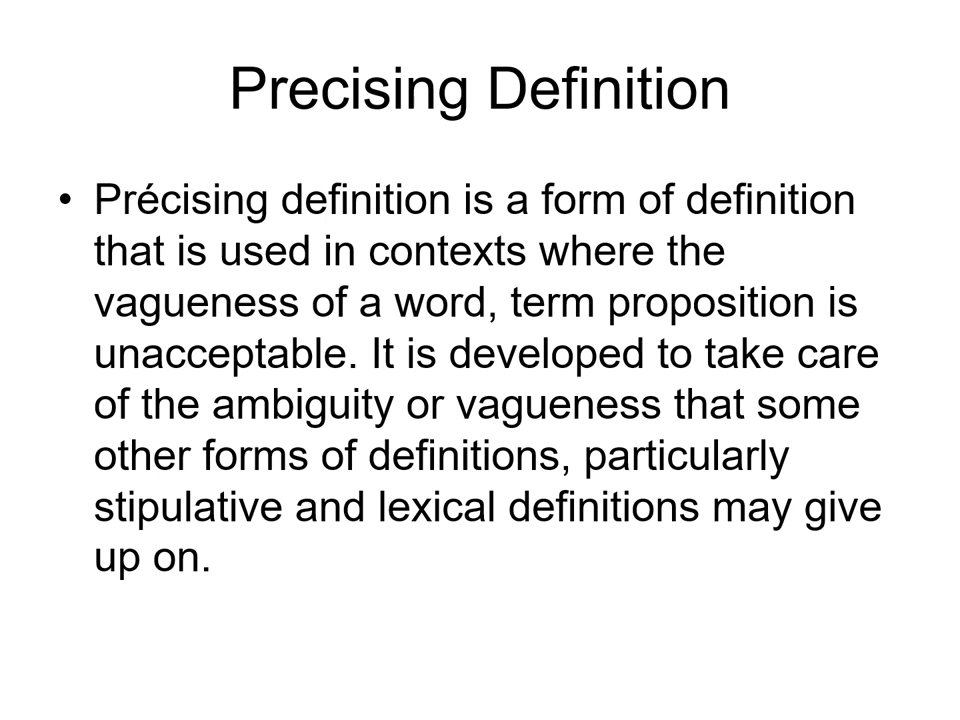 Precising Definition
• Précising definition is a form of definition
that is used in contexts where the
vagueness of a word, term proposition is
unacceptable. It is developed to take care
of the ambiguity or vagueness that some
other forms of definitions, particularly
stipulative and lexical definitions may give
up on.